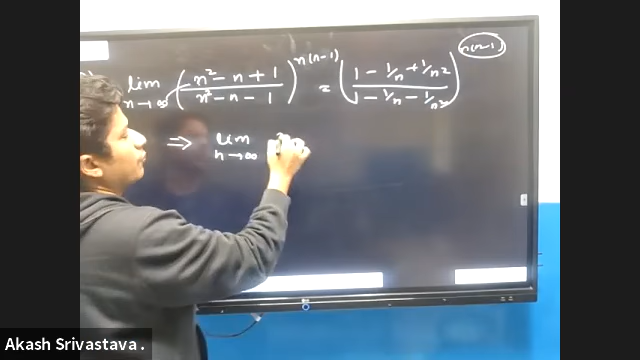 lim n→∞ ( n² - n + 1 / n² - n - 1 )^n(n-1) = ( 1 - 1/n + 1/n2 / 1 - 1/n - 1/n2 )^n(n-1)
⇒ lim n→∞
Akash Srivastava .